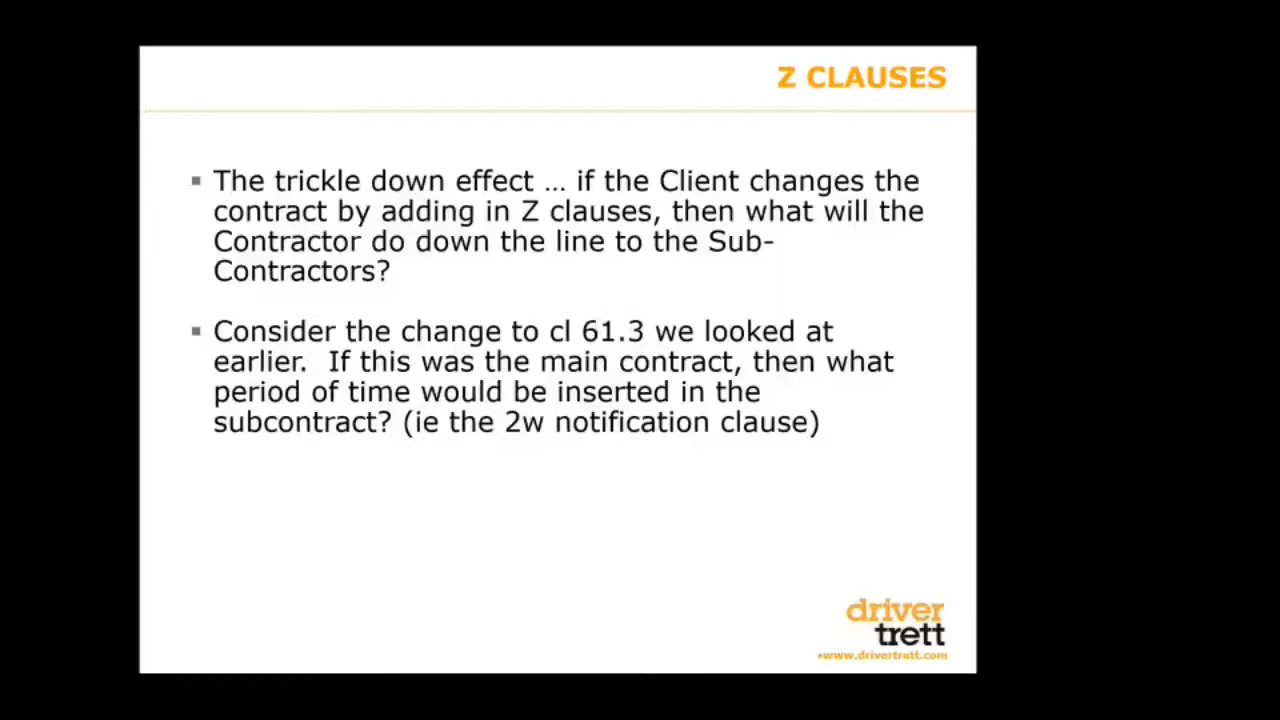 Z CLAUSES
The trickle down effect … if the Client changes the
contract by adding in Z clauses, then what will the
Contractor do down the line to the Sub-
Contractors?
Consider the change to cl 61.3 we looked at
earlier.  If this was the main contract, then what
period of time would be inserted in the
subcontract? (ie the 2w notification clause)
driver
trett
•www.drivertrett.com